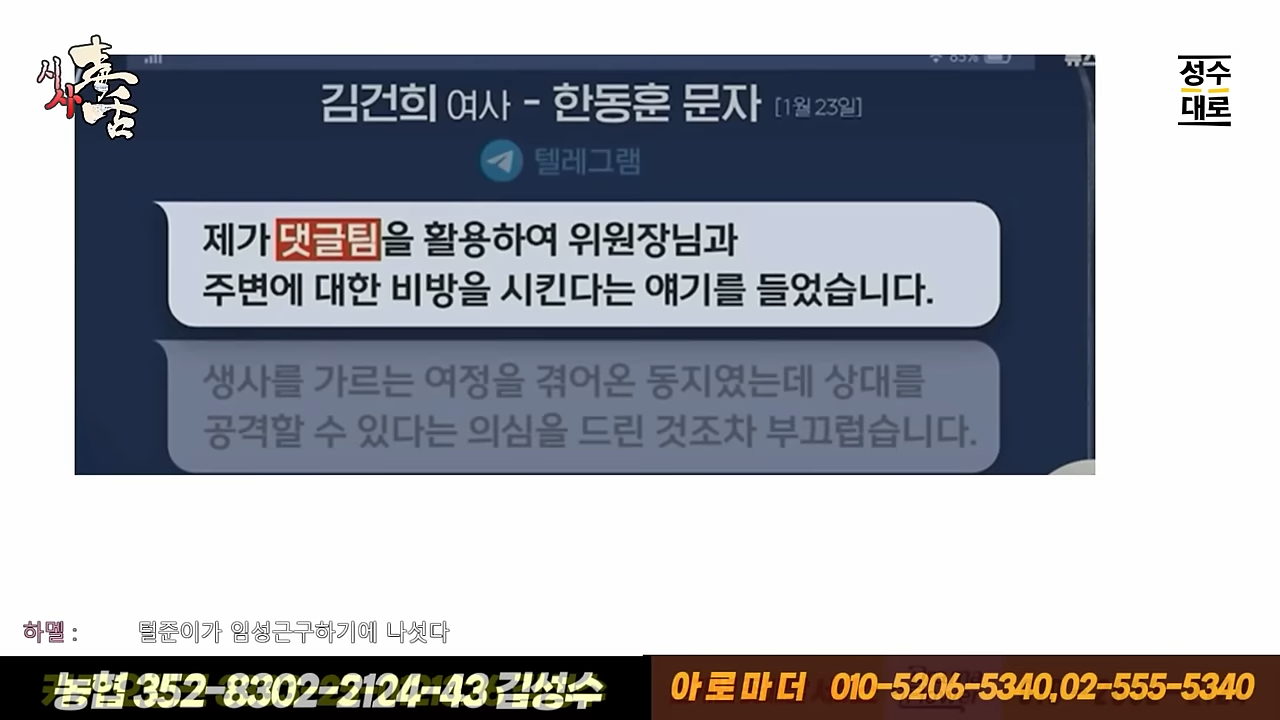 시사
毒舌
성수
대로
85%
김건희 여사 - 한동훈 문자 [1월 23일]
텔레그램
제가 댓글팀을 활용하여 위원장님과
주변에 대한 비방을 시킨다는 얘기를 들었습니다.
생사를 가르는 여정을 겪어온 동지였는데 상대를
공격할 수 있다는 의심을 드린 것조차 부끄럽습니다.
하멜 : 털준이가 임성근구하기에 나섯다
농협 352-8302-2124-43 김성수
아로마더 010-5206-5340,02-555-5340